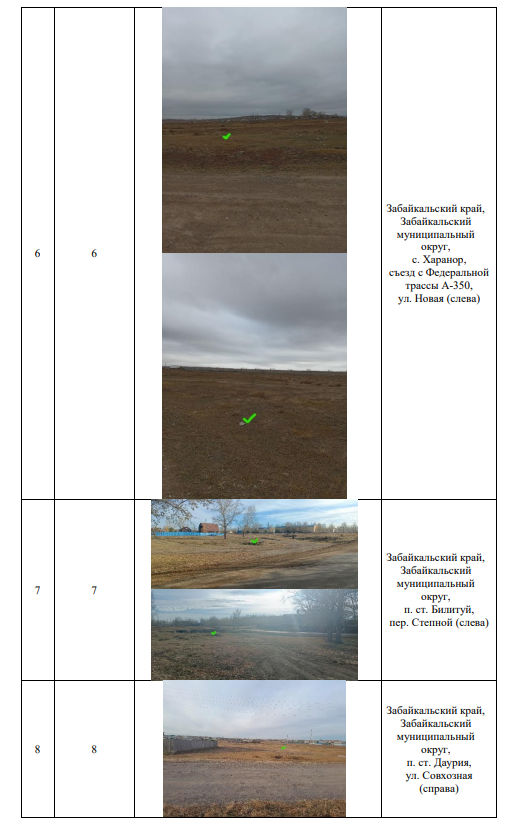 6
6
Забайкальский край,
Забайкальский
муниципальный
округ,
с. Харанор,
съезд с Федеральной
трассы А-350,
ул. Новая (слева)
7
7
Забайкальский край,
Забайкальский
муниципальный
округ,
п. ст. Билитуй,
пер. Степной (слева)
8
8
Забайкальский край,
Забайкальский
муниципальный
округ,
п. ст. Даурия,
ул. Совхозная
(справа)